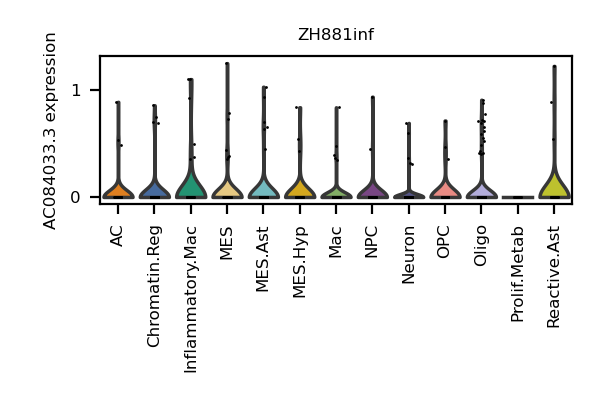 ZH881inf
AC084033.3 expression
1
0
AC
Chromatin.Reg
Inflammatory.Mac
MES
MES.Ast
MES.Hyp
Mac
NPC
Neuron
OPC
Oligo
Prolif.Metab
Reactive.Ast